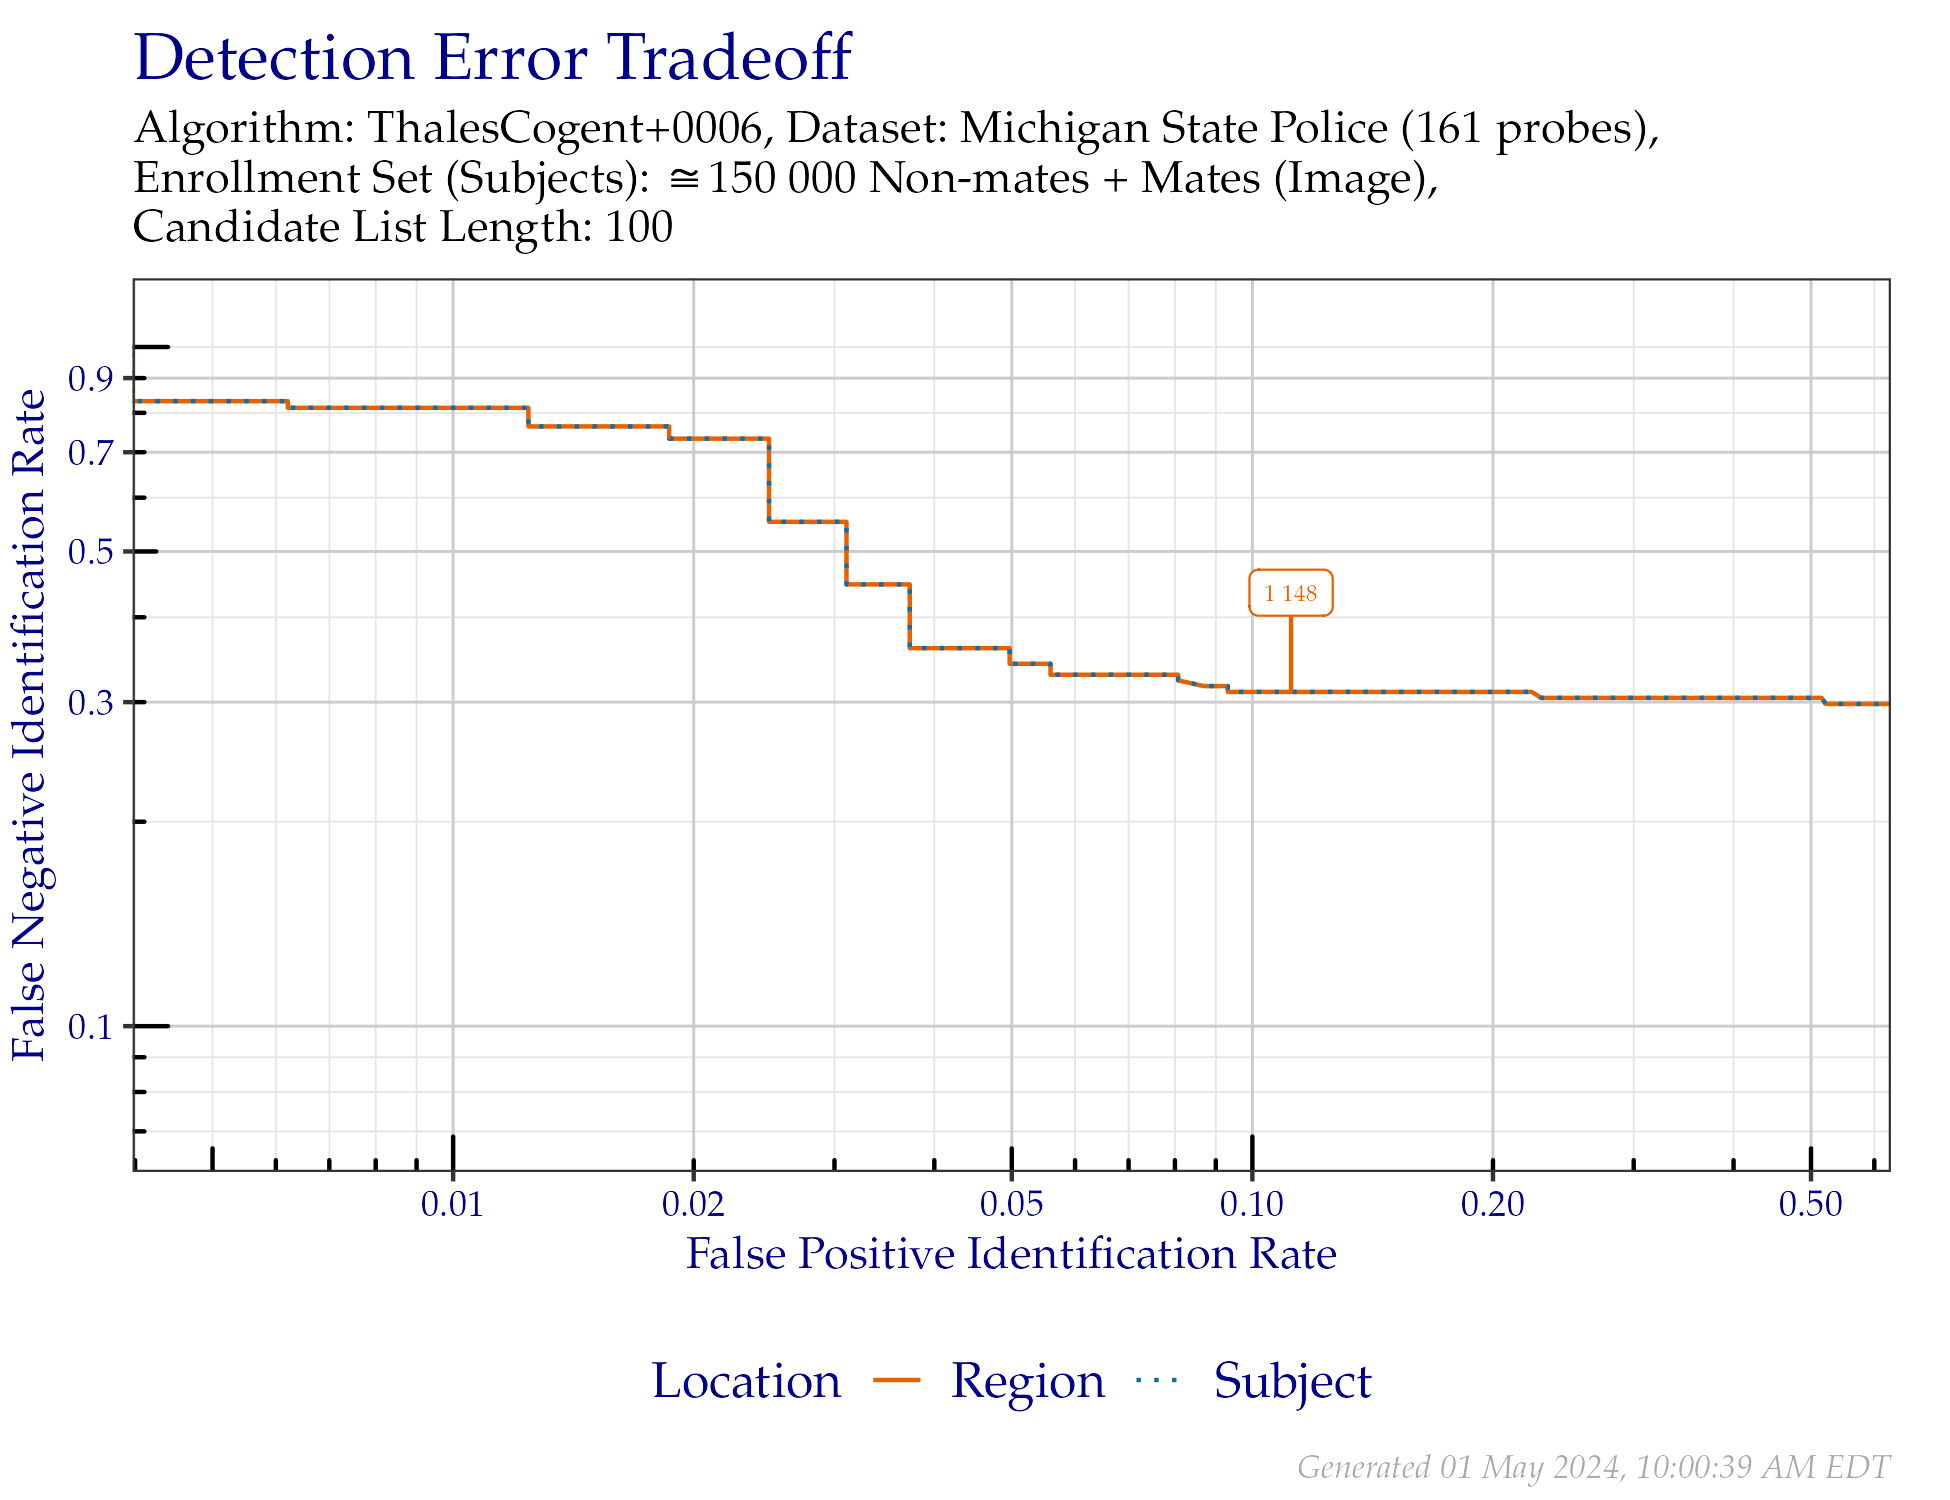 Detection Error Tradeoff
Algorithm: ThalesCogent+0006, Dataset: Michigan State Police (161 probes),
Enrollment Set (Subjects): ≅ 150 000 Non-mates + Mates (Image),
Candidate List Length: 100
False Negative Identification Rate
0.9
0.7
0.5
0.3
0.1
1 148
0.01 0.02 0.05 0.10 0.20 0.50
False Positive Identification Rate
Location Region Subject
Generated 01 May 2024, 10:00:39 AM EDT